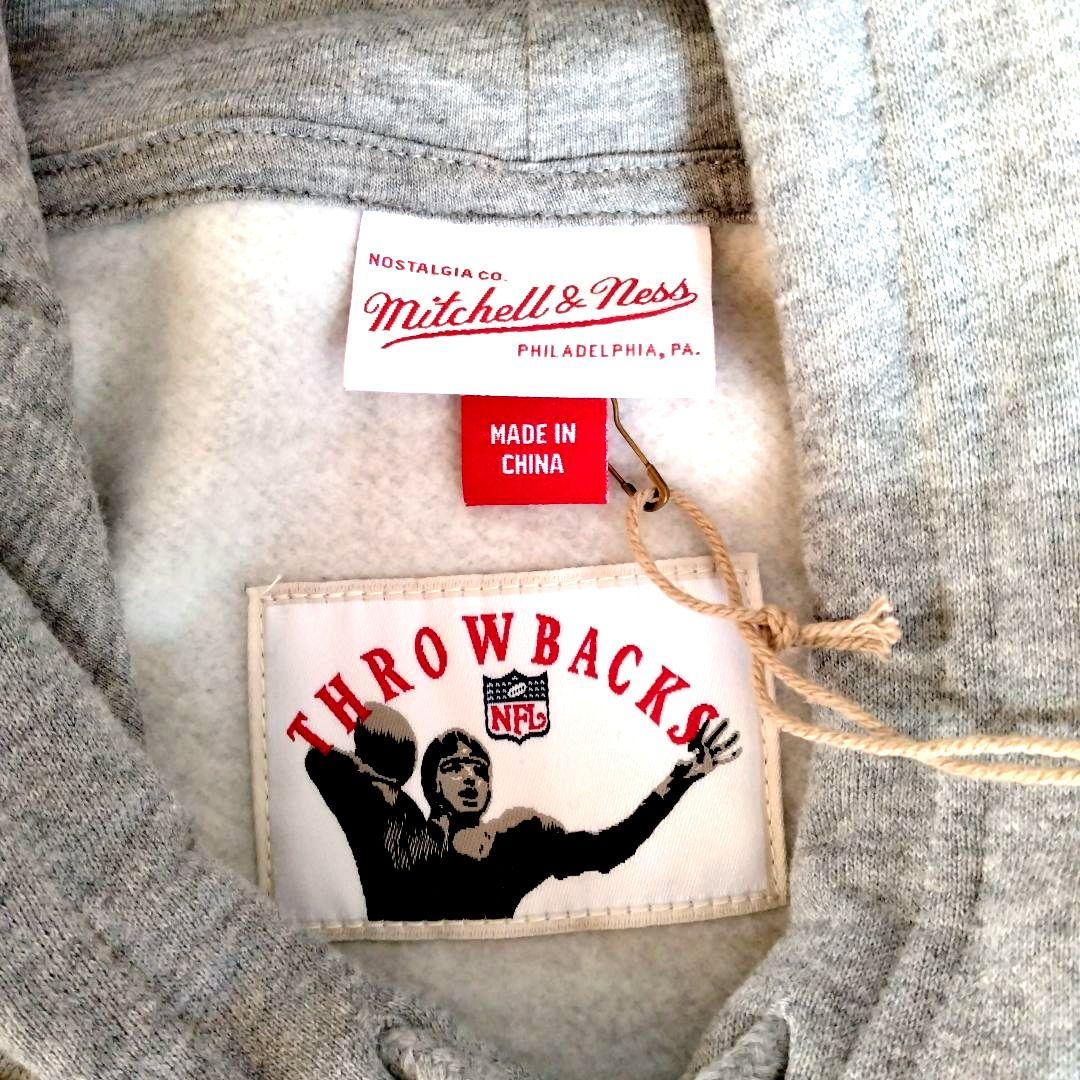 NOSTALGIA CO.
Mitchell & Ness
PHILADELPHIA, PA.
MADE IN
CHINA
THROWBACKS
NFL